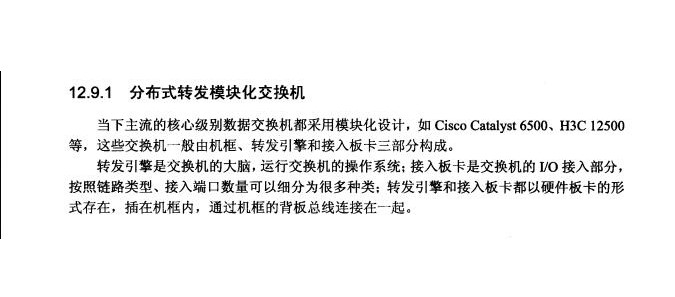 12.9.1 分布式转发模块化交换机
当下主流的核心级别数据交换机都采用模块化设计，如 Cisco Catalyst 6500、H3C 12500
等，这些交换机一般由机框、转发引擎和接入板卡三部分构成。
转发引擎是交换机的大脑，运行交换机的操作系统；接入板卡是交换机的 I/O 接入部分，
按照链路类型、接入端口数量可以细分为很多种类；转发引擎和接入板卡都以硬件板卡的形
式存在，插在机框内，通过机框的背板总线连接在一起。